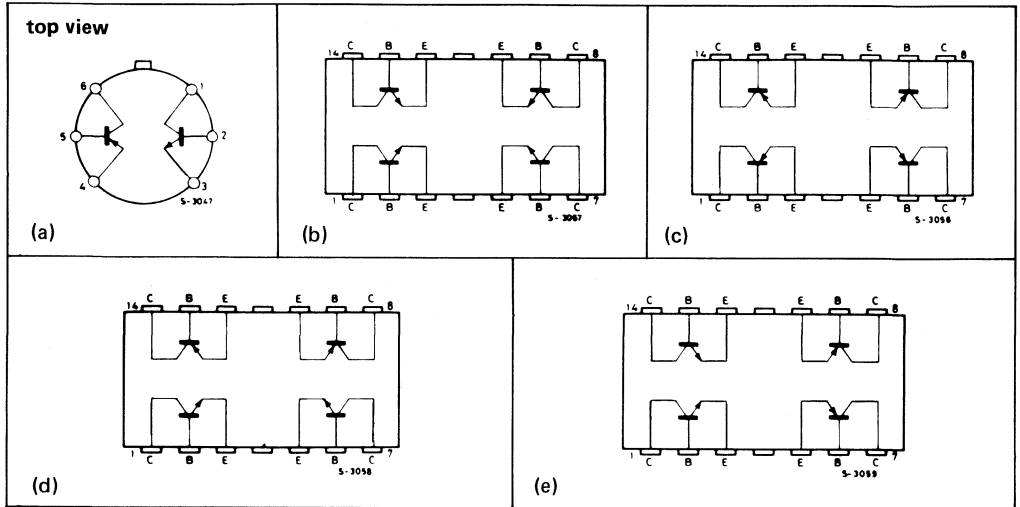 top view
6 1
5 2
4 3
S-3047
(a)
C B E E B C
14 8
1 7
C B E E B C
S-3067
(b)
C B E E B C
14 8
1 7
C B E E B C
S-3056
(c)
C B E E B C
14 8
1 7
C B E E B C
S-3058
(d)
C B E E B C
14 8
1 7
C B E E B C
S-3059
(e)